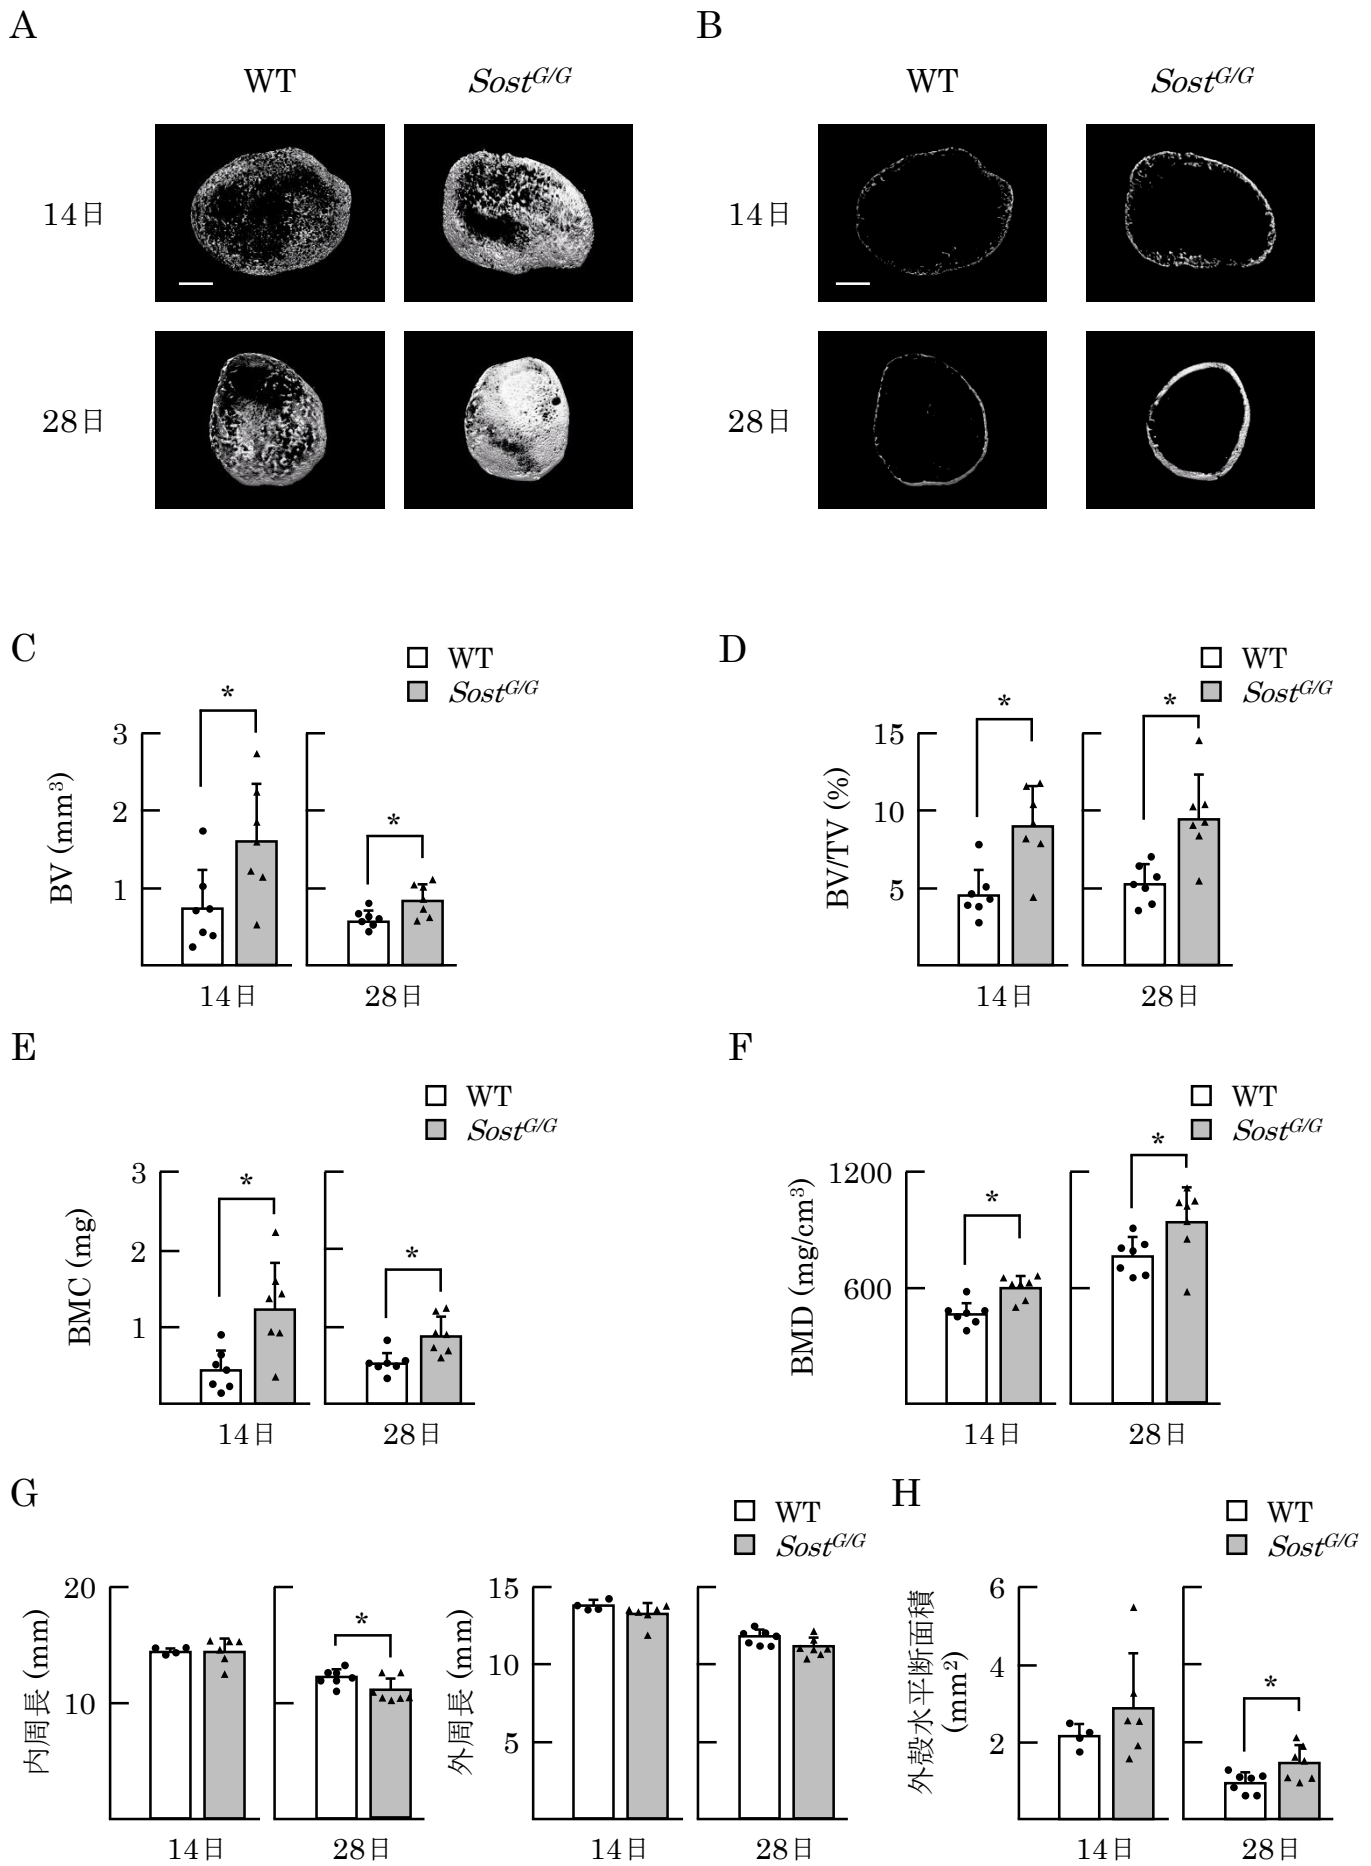 A
B
WT
Sost^G/G
WT
Sost^G/G
14日
14日
28日
28日
C
WT
Sost^G/G
*
*
3
2
1
BV (mm³)
14日
28日
D
WT
Sost^G/G
*
*
15
10
5
BV/TV (%)
14日
28日
E
WT
Sost^G/G
*
*
3
2
1
BMC (mg)
14日
28日
F
WT
Sost^G/G
*
*
1200
600
BMD (mg/cm³)
14日
28日
G
WT
Sost^G/G
20
10
*
内周長 (mm)
14日
28日
15
10
5
外周長 (mm)
14日
28日
H
WT
Sost^G/G
6
4
2
*
外殻水平断面積
(mm²)
14日
28日